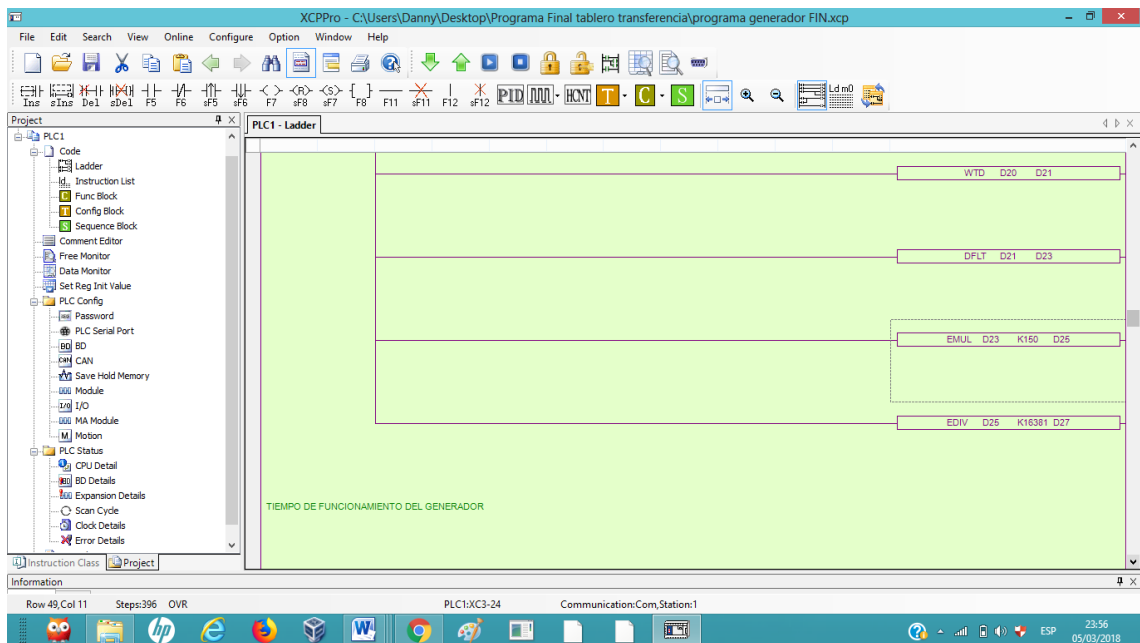 XCPPro - C:\Users\Danny\Desktop\Programa Final tablero transferencia\programa generador FIN.xcp
File Edit Search View Online Configure Option Window Help
Ins sIns Del sDel F5 F6 sF5 sF6 F7 sF8 sF7 F8 F11 sF11 F12 sF12 PID HCNT T C S Ld m0
Project
PLC1 - Ladder
PLC1
Code
Ladder
Instruction List
Func Block
Config Block
Sequence Block
Comment Editor
Free Monitor
Data Monitor
Set Reg Init Value
PLC Config
Password
PLC Serial Port
BD BD
CAN CAN
Save Hold Memory
Module
I/O I/O
MA Module
M Motion
PLC Status
CPU Detail
BD Details
Expansion Details
Scan Cycle
Clock Details
Error Details
WTD D20 D21
DFLT D21 D23
EMUL D23 K150 D25
EDIV D25 K16381 D27
TIEMPO DE FUNCIONAMIENTO DEL GENERADOR
Instruction Class Project
Information
Row 49,Col 11 Steps:396 OVR PLC1:XC3-24 Communication:Com,Station:1
ESP
23:56
05/03/2018